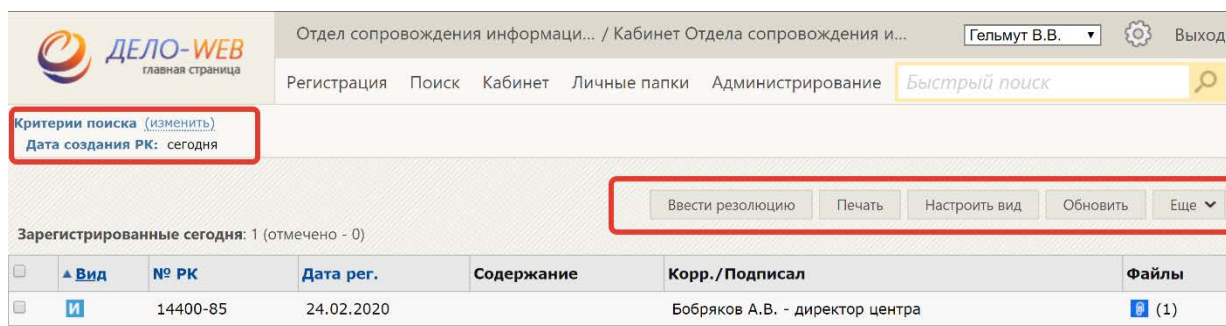 ДЕЛО-WEB
главная страница
Отдел сопровождения информаци... / Кабинет Отдела сопровождения и...
Гельмут В.В.
Выход
Регистрация Поиск Кабинет Личные папки Администрирование Быстрый поиск
Критерии поиска (изменить)
Дата создания РК: сегодня
Ввести резолюцию Печать Настроить вид Обновить Еще
Зарегистрированные сегодня: 1 (отмечено - 0)
Вид № РК Дата рег. Содержание Корр./Подписал Файлы
И 14400-85 24.02.2020 Бобряков А.В. - директор центра (1)